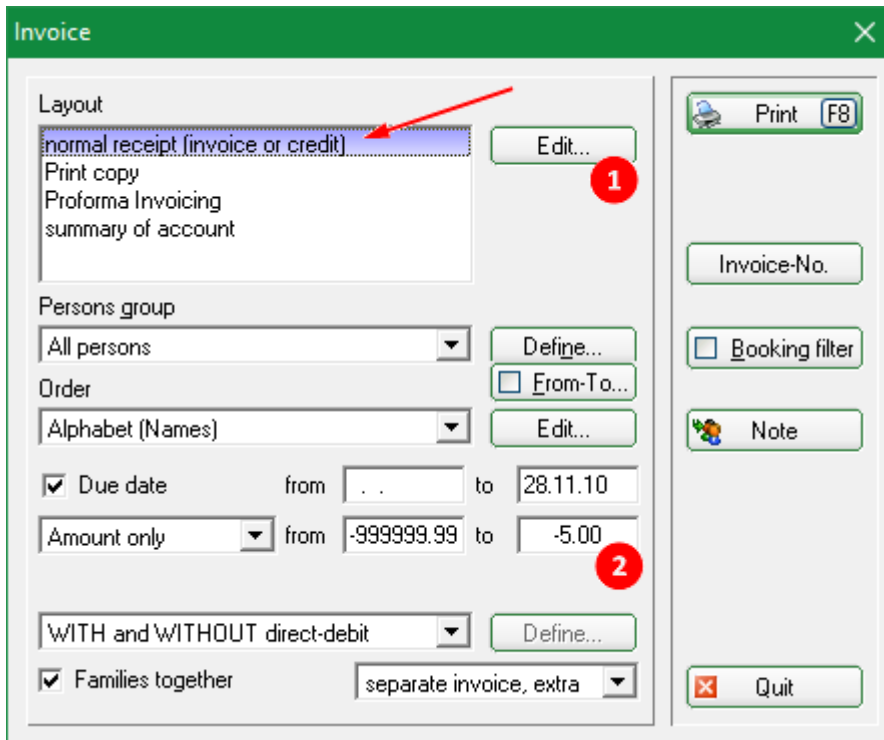 Invoice
Layout
normal receipt (invoice or credit)
Print copy
Proforma Invoicing
summary of account
Edit...
1
Persons group
All persons
Define...
From-To...
Order
Alphabet (Names)
Edit...
Due date from . . to 28.11.10
Amount only from -999999.99 to -5.00
2
WITH and WITHOUT direct-debit
Define...
Families together
separate invoice, extra
Print F8
Invoice-No.
Booking filter
Note
Quit